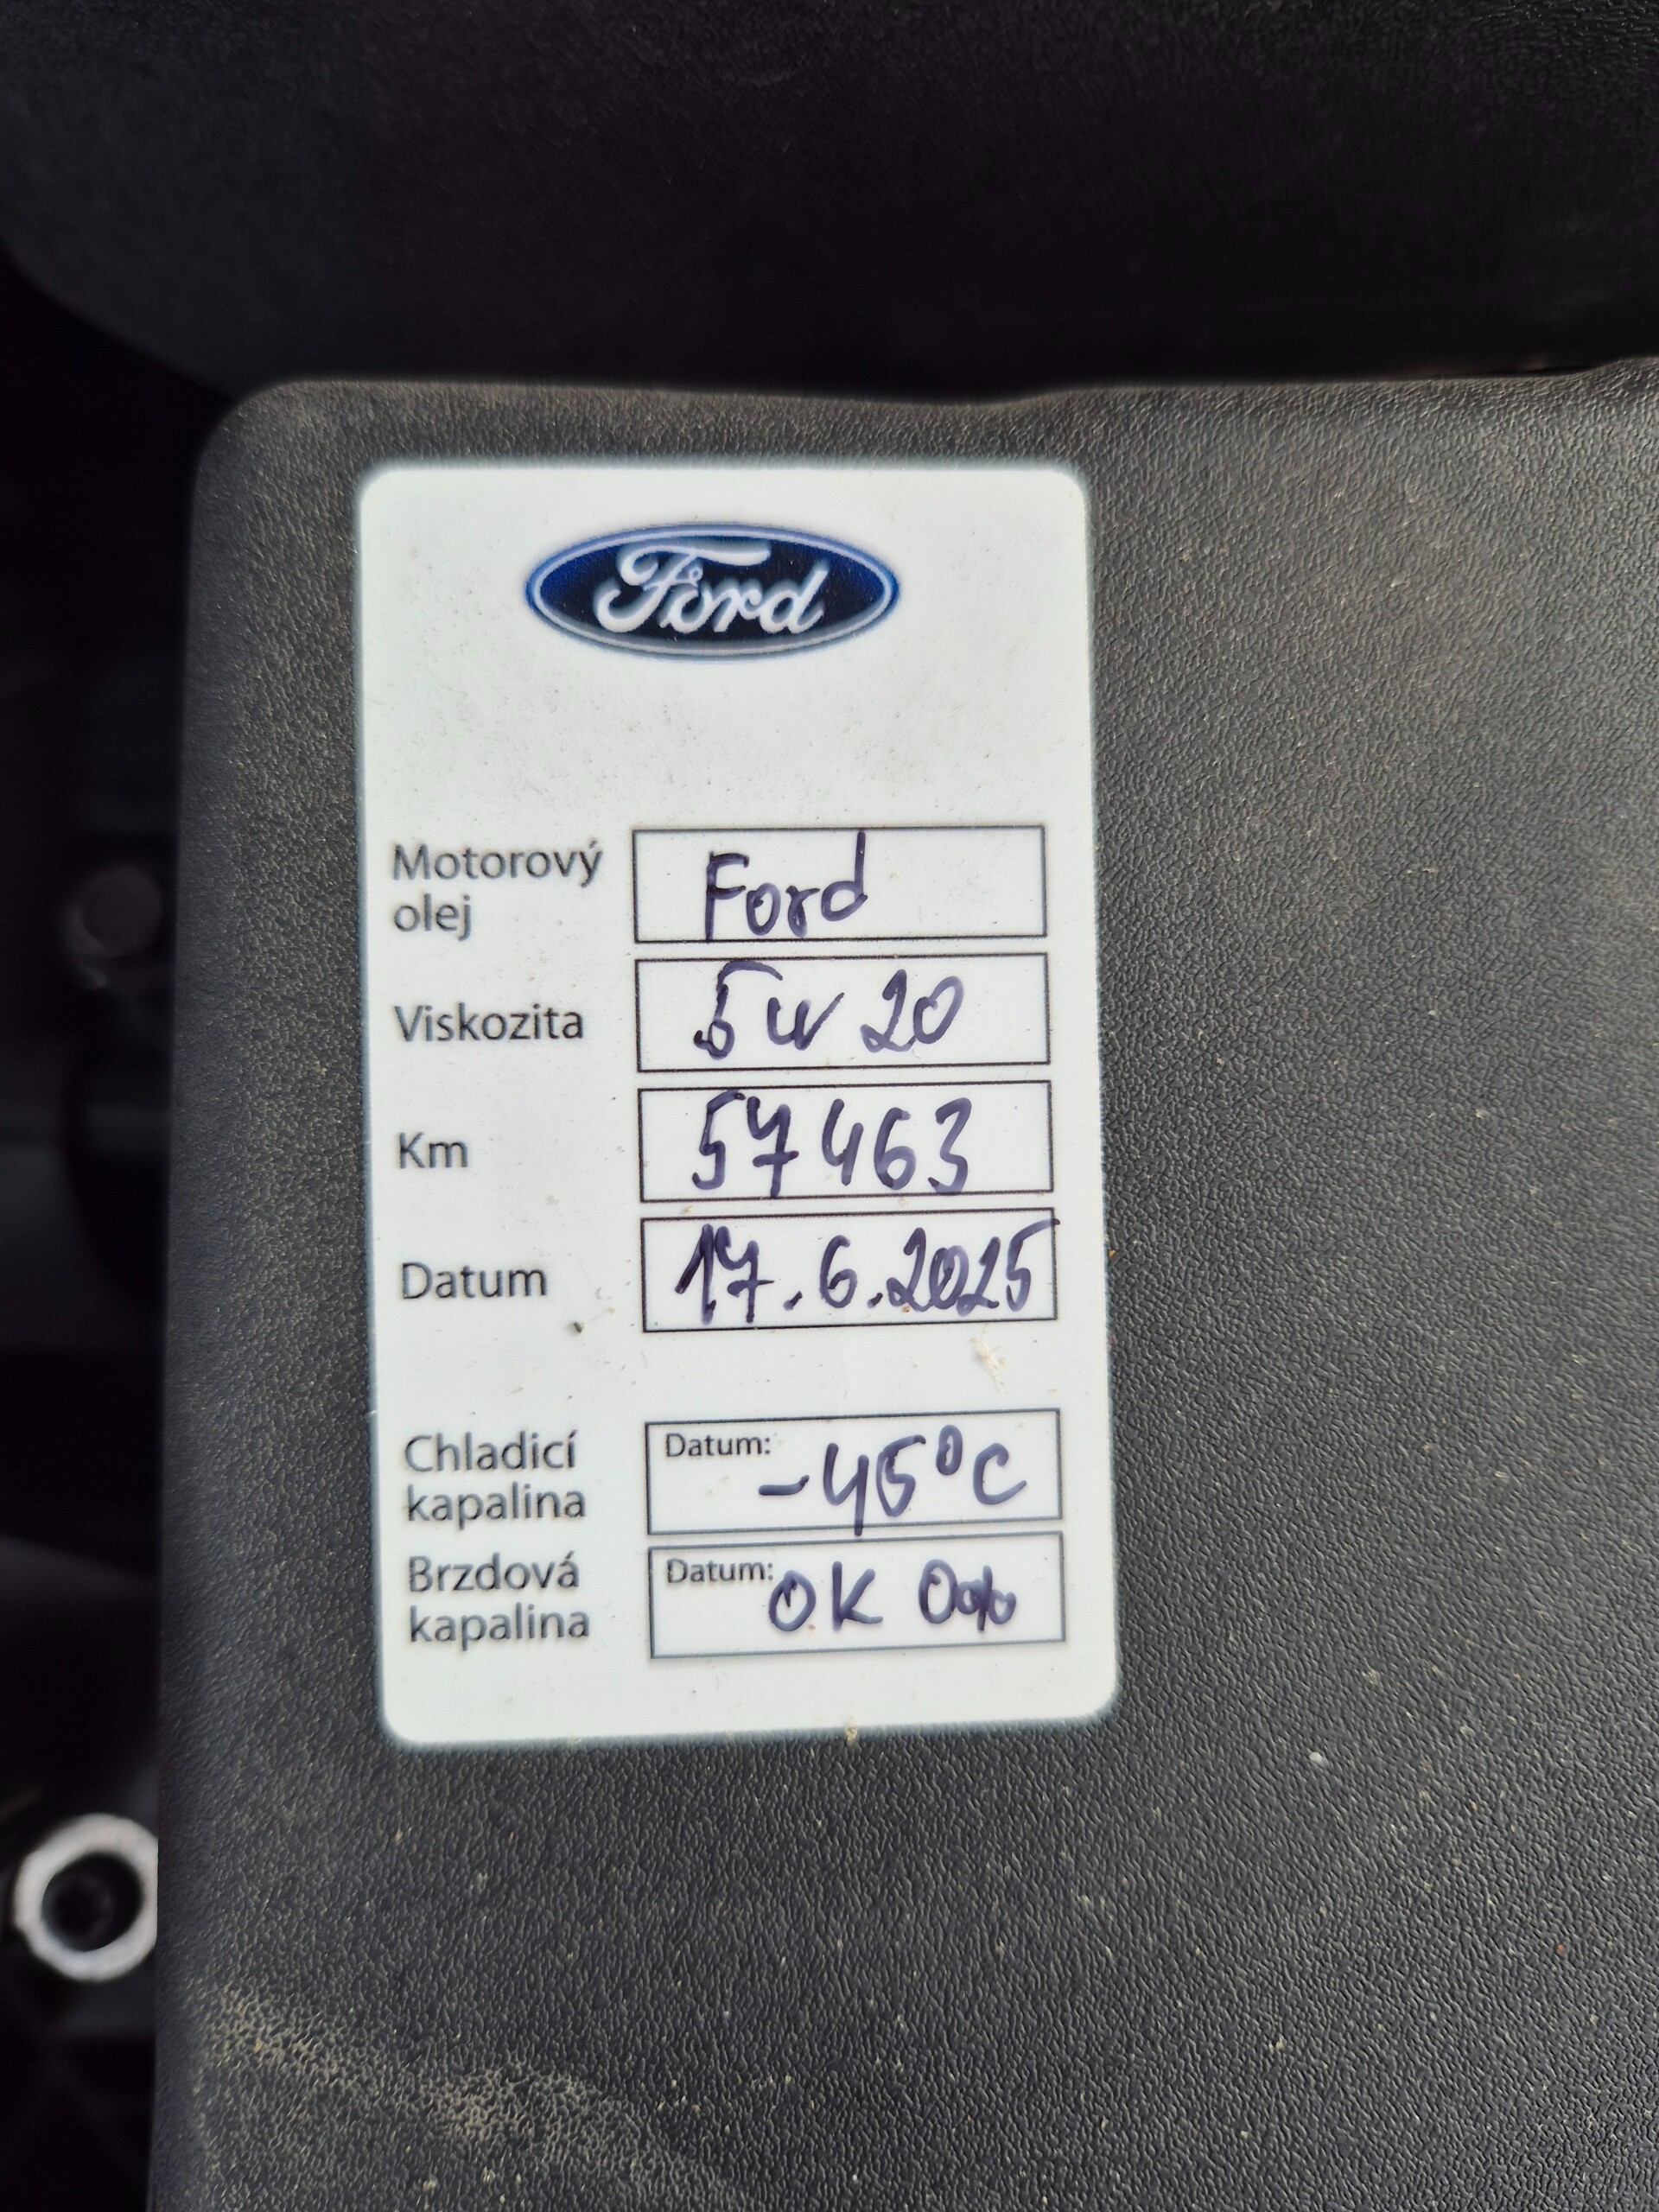 Ford
Motorový olej Ford
Viskozita 5w20
Km 57463
Datum 17.6.2025
Chladicí kapalina Datum: -45°C
Brzdová kapalina Datum: OK 0%